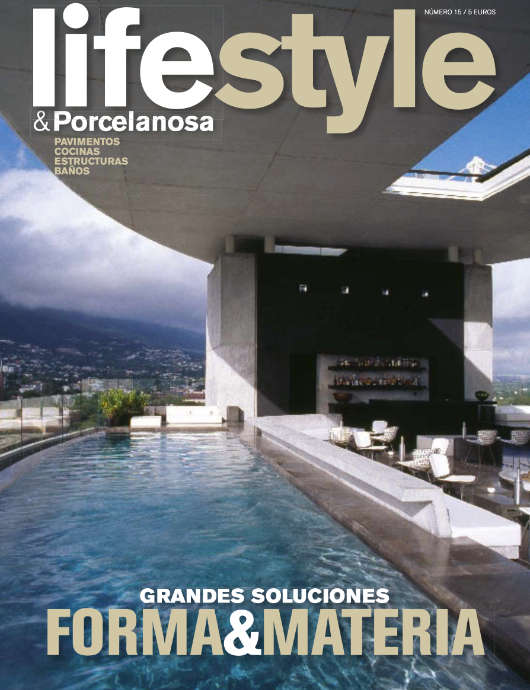 NÚMERO 15 / 5 EUROS
lifestyle
& Porcelanosa
PAVIMENTOS
COCINAS
ESTRUCTURAS
BAÑOS
GRANDES SOLUCIONES
FORMA&MATERIA